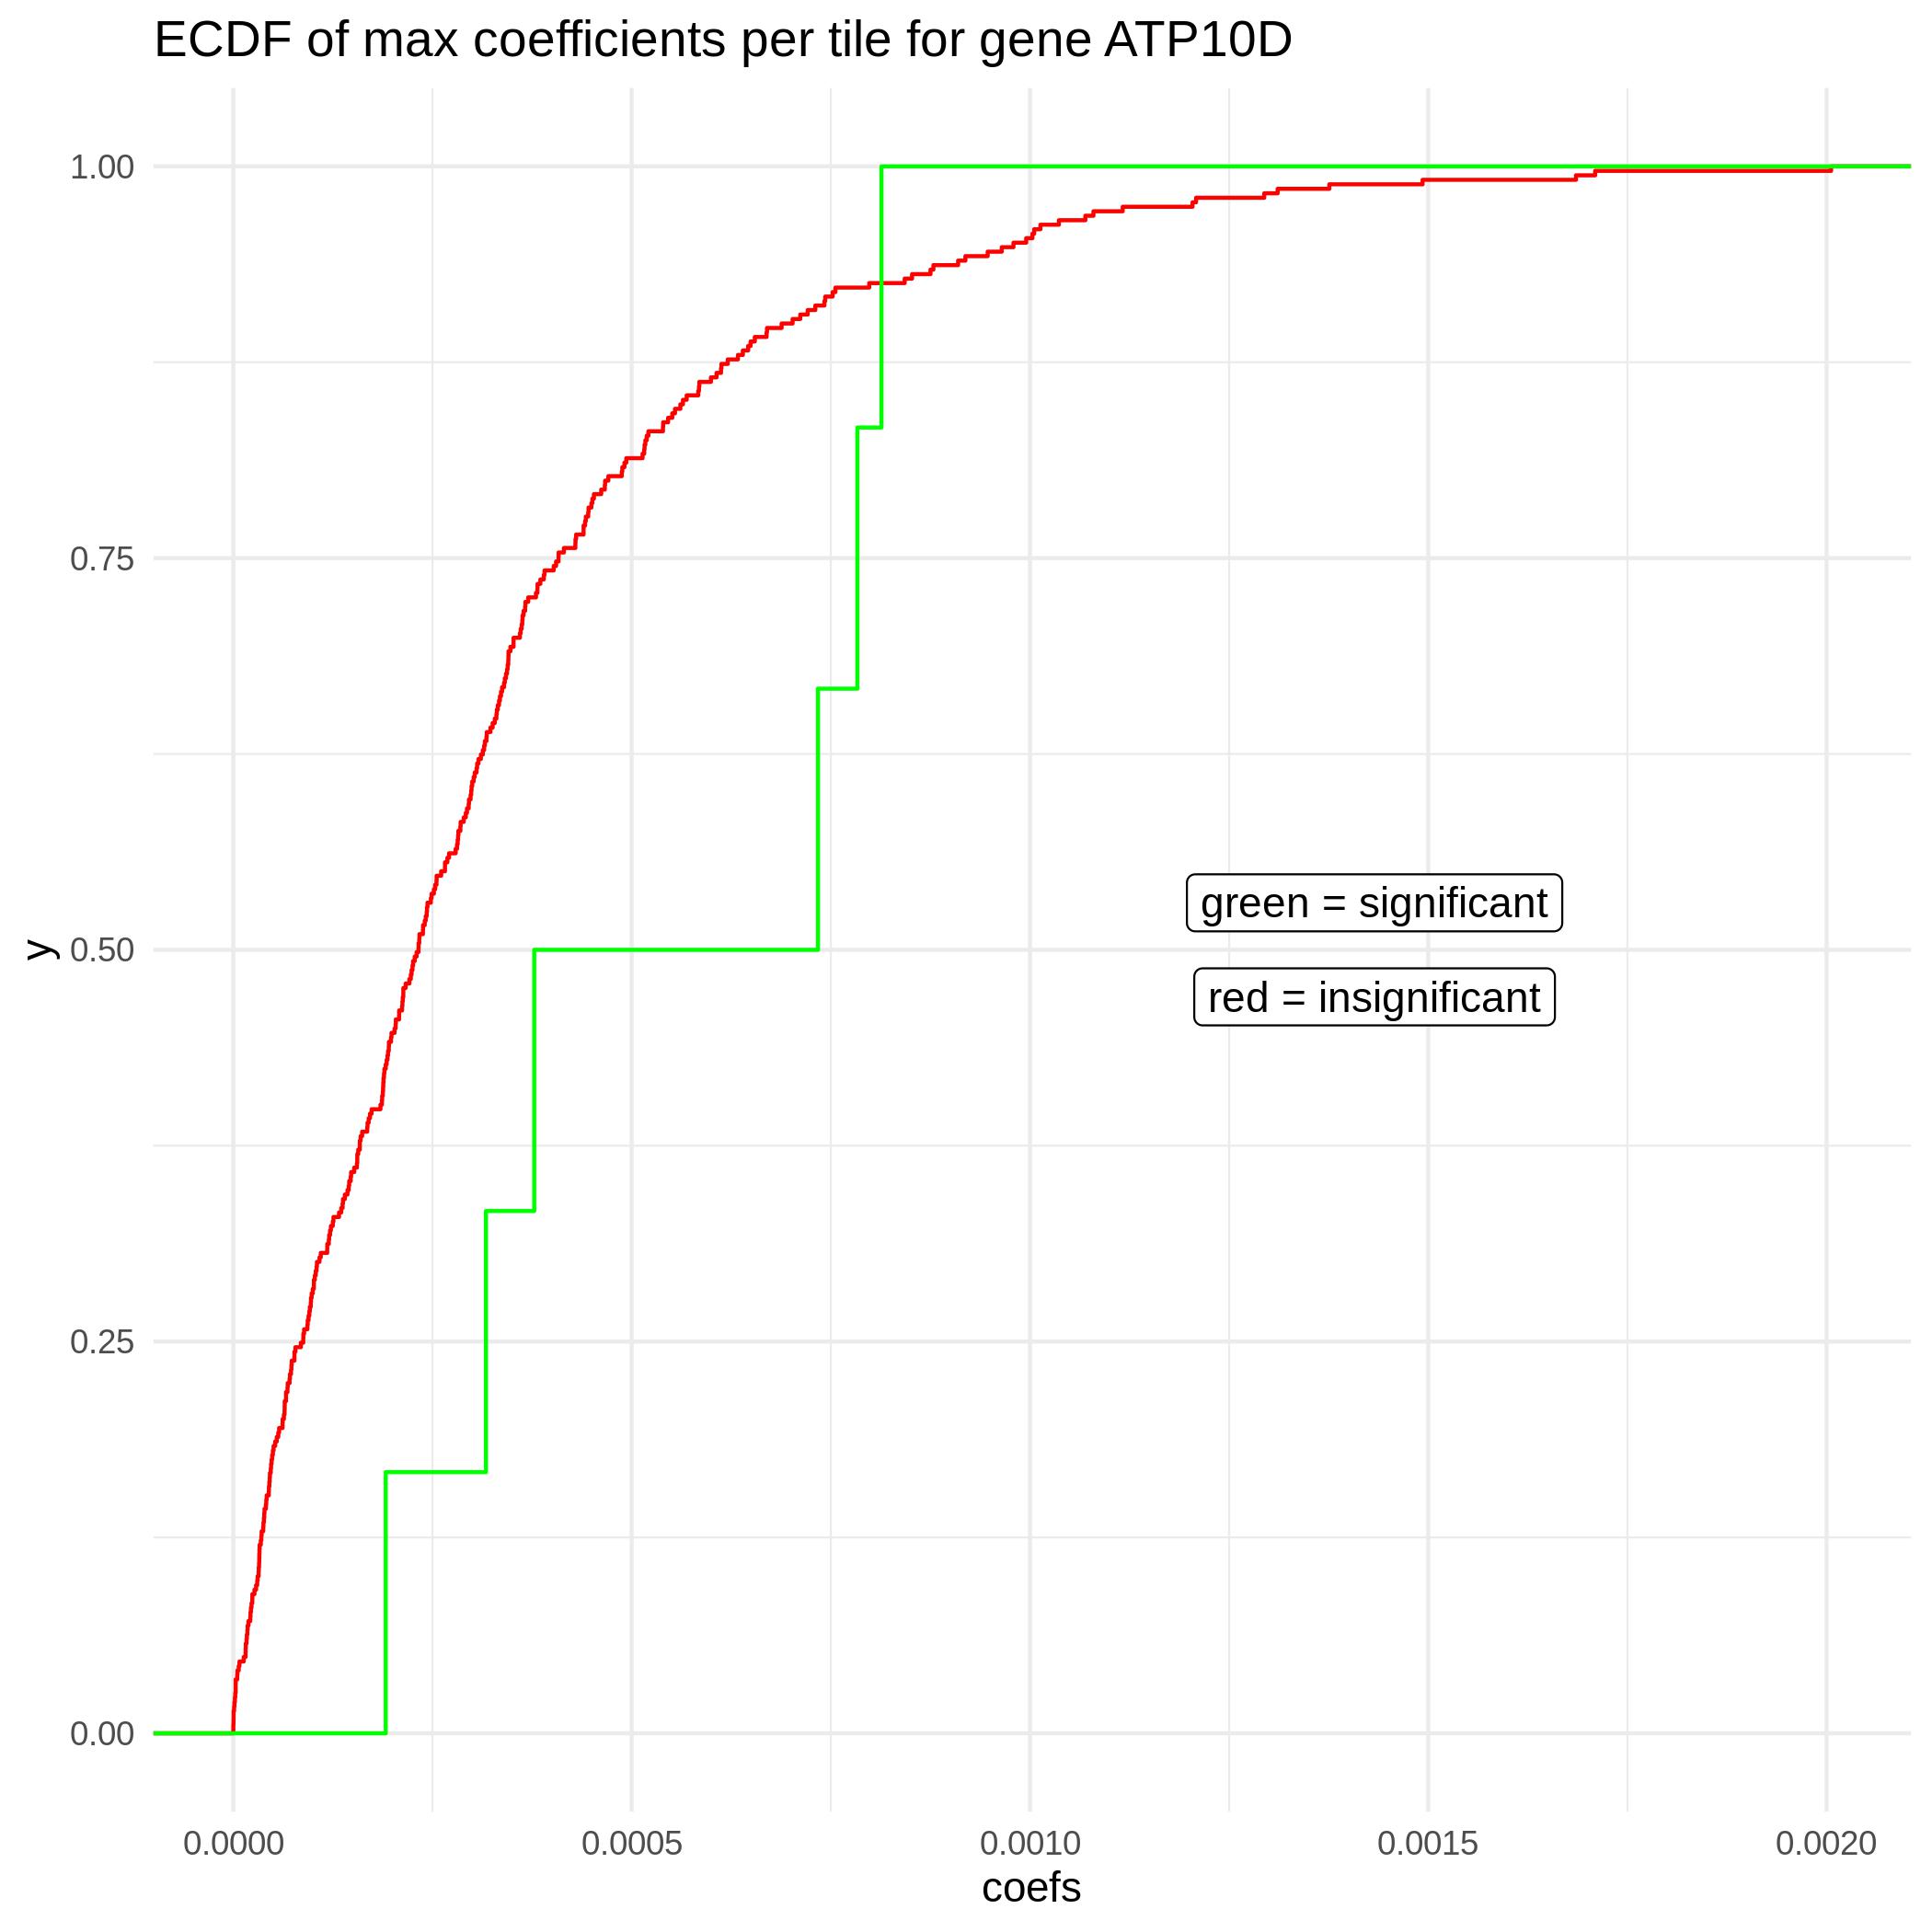 ECDF of max coefficients per tile for gene ATP10D
1.00
0.75
0.50
0.25
0.00
y
green = significant
red = insignificant
0.0000 0.0005 0.0010 0.0015 0.0020
coefs